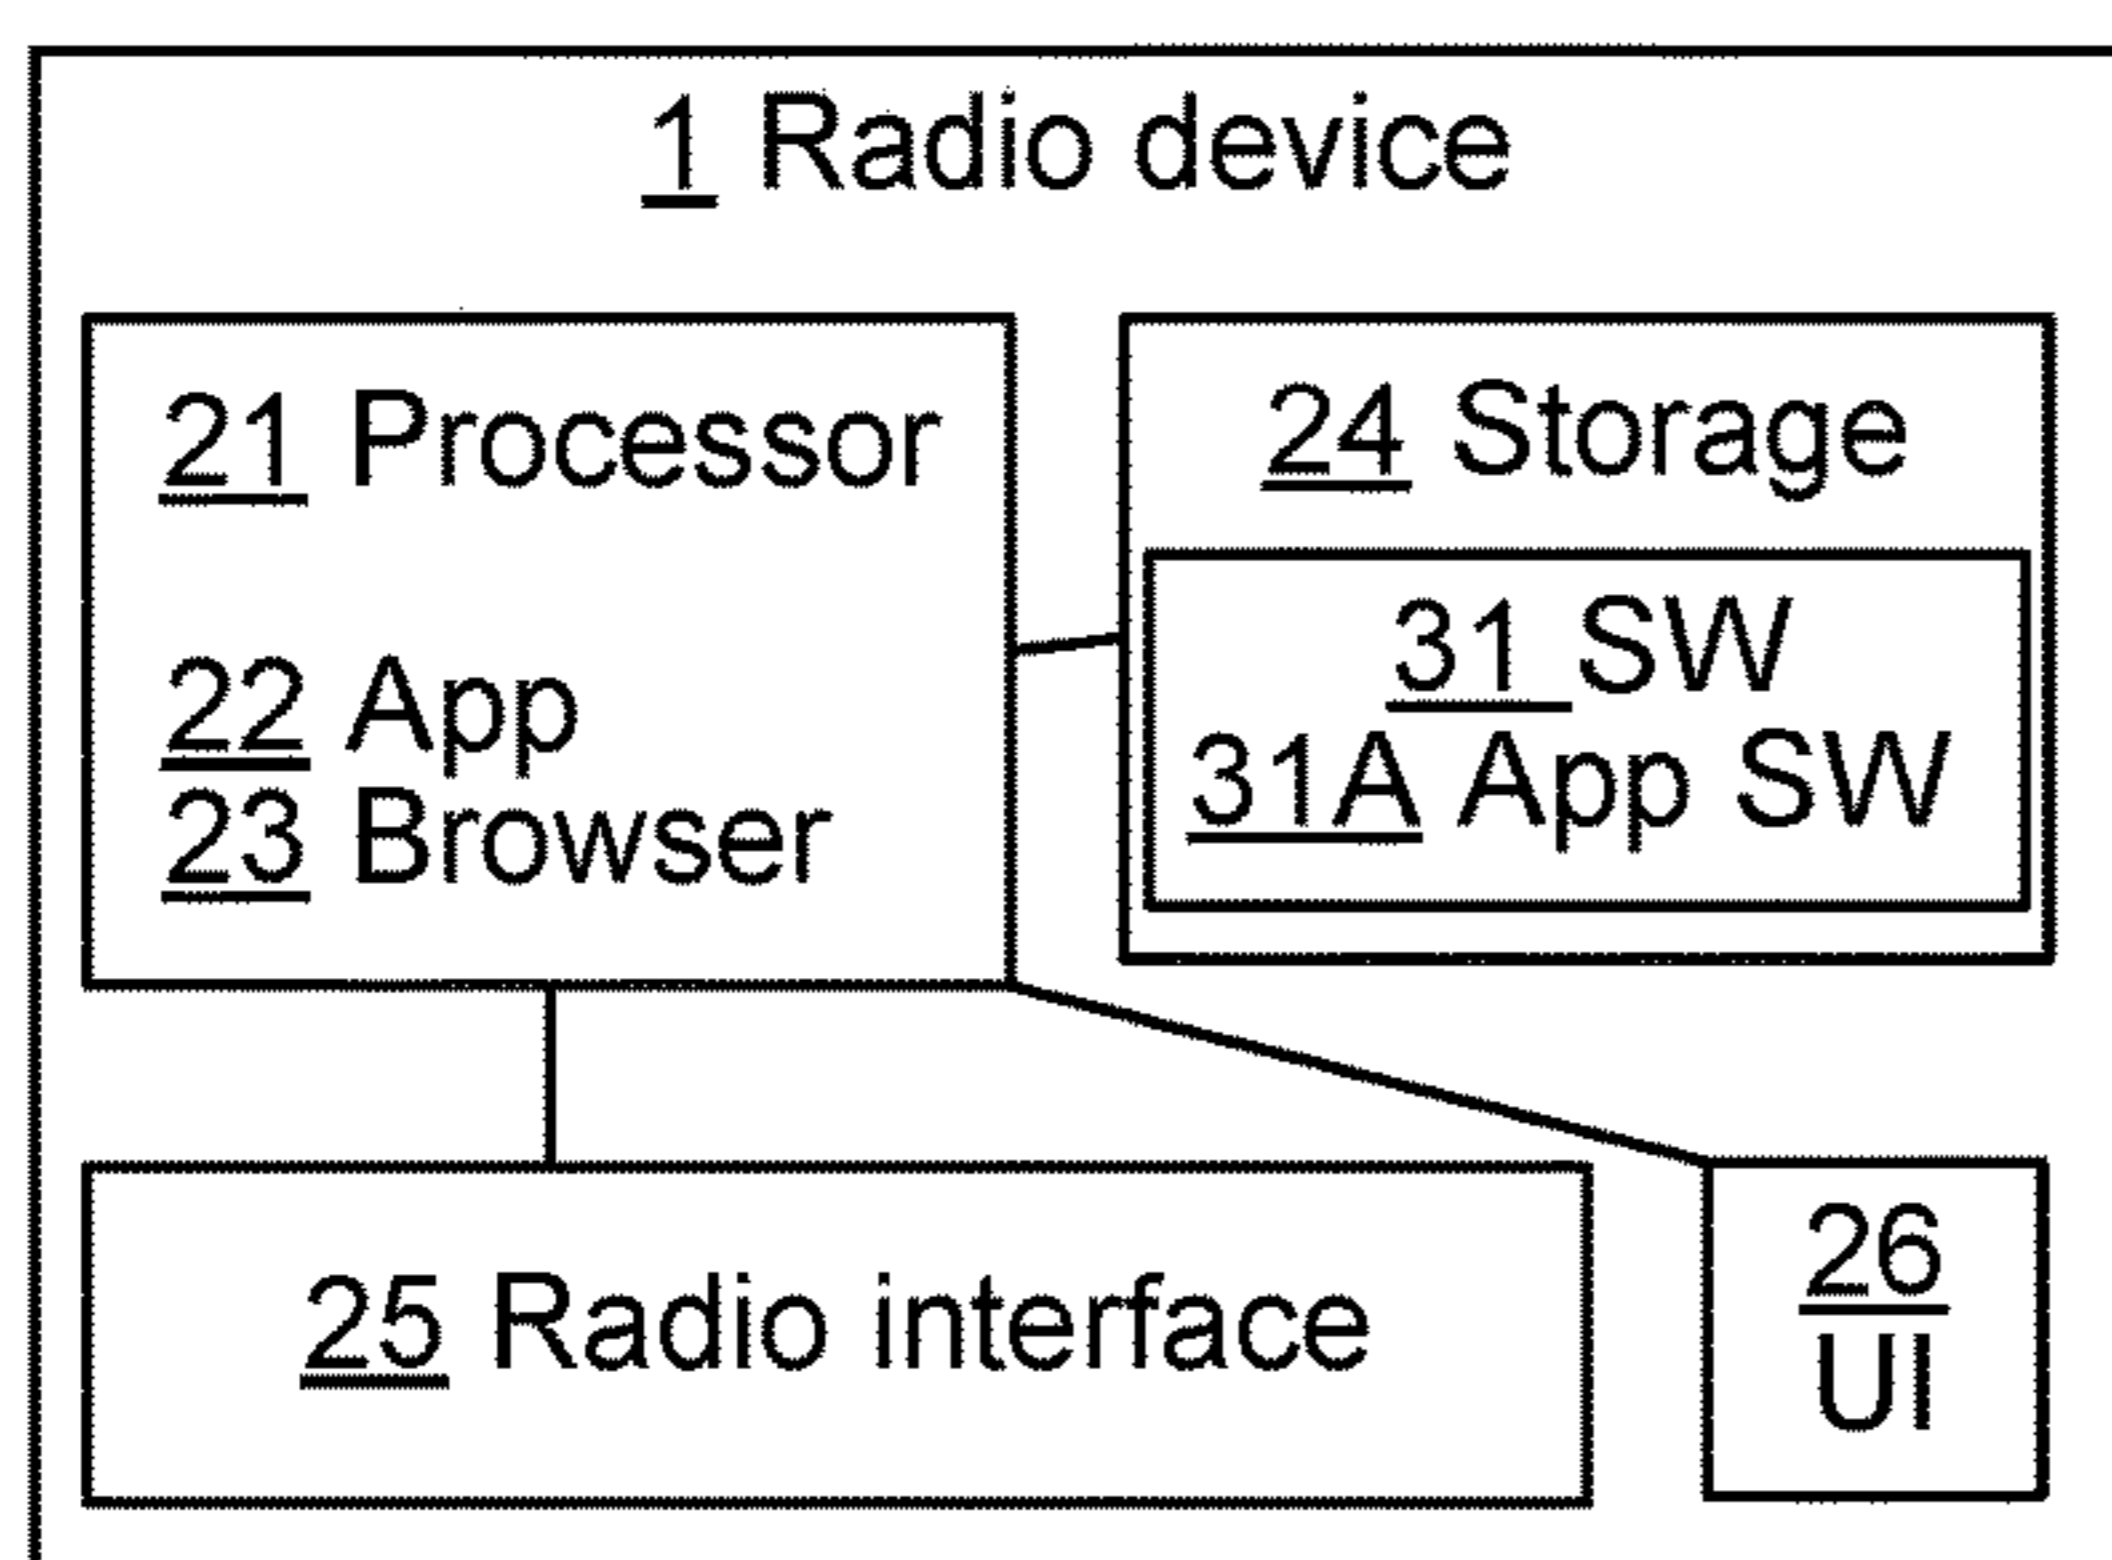 1 Radio device
21 Processor
22 App
23 Browser
24 Storage
31 SW
31A App SW
25 Radio interface
26
UI